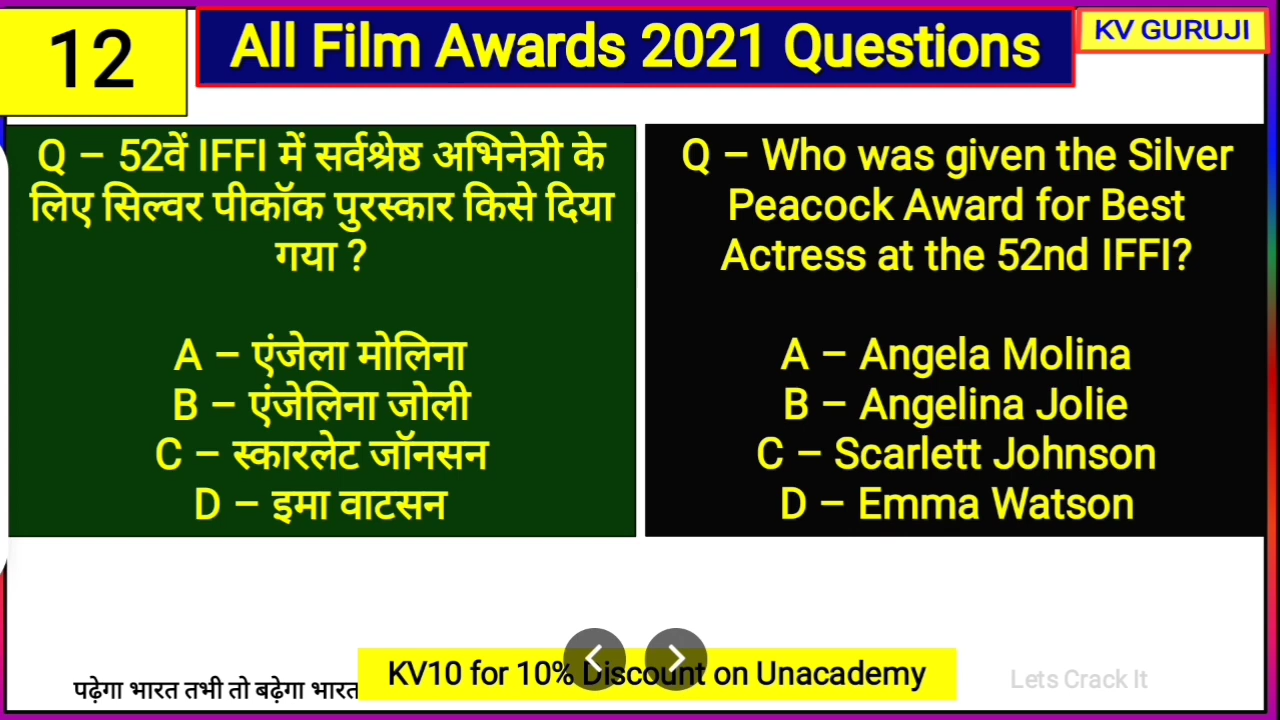 12
All Film Awards 2021 Questions
KV GURUJI
Q – 52वें IFFI में सर्वश्रेष्ठ अभिनेत्री के
लिए सिल्वर पीकॉक पुरस्कार किसे दिया
गया ?
A – एंजेला मोलिना
B – एंजेलिना जोली
C – स्कारलेट जॉनसन
D – इमा वाटसन
Q – Who was given the Silver
Peacock Award for Best
Actress at the 52nd IFFI?
A – Angela Molina
B – Angelina Jolie
C – Scarlett Johnson
D – Emma Watson
पढ़ेगा भारत तभी तो बढ़ेगा भारत
KV10 for 10% Discount on Unacademy
Lets Crack It